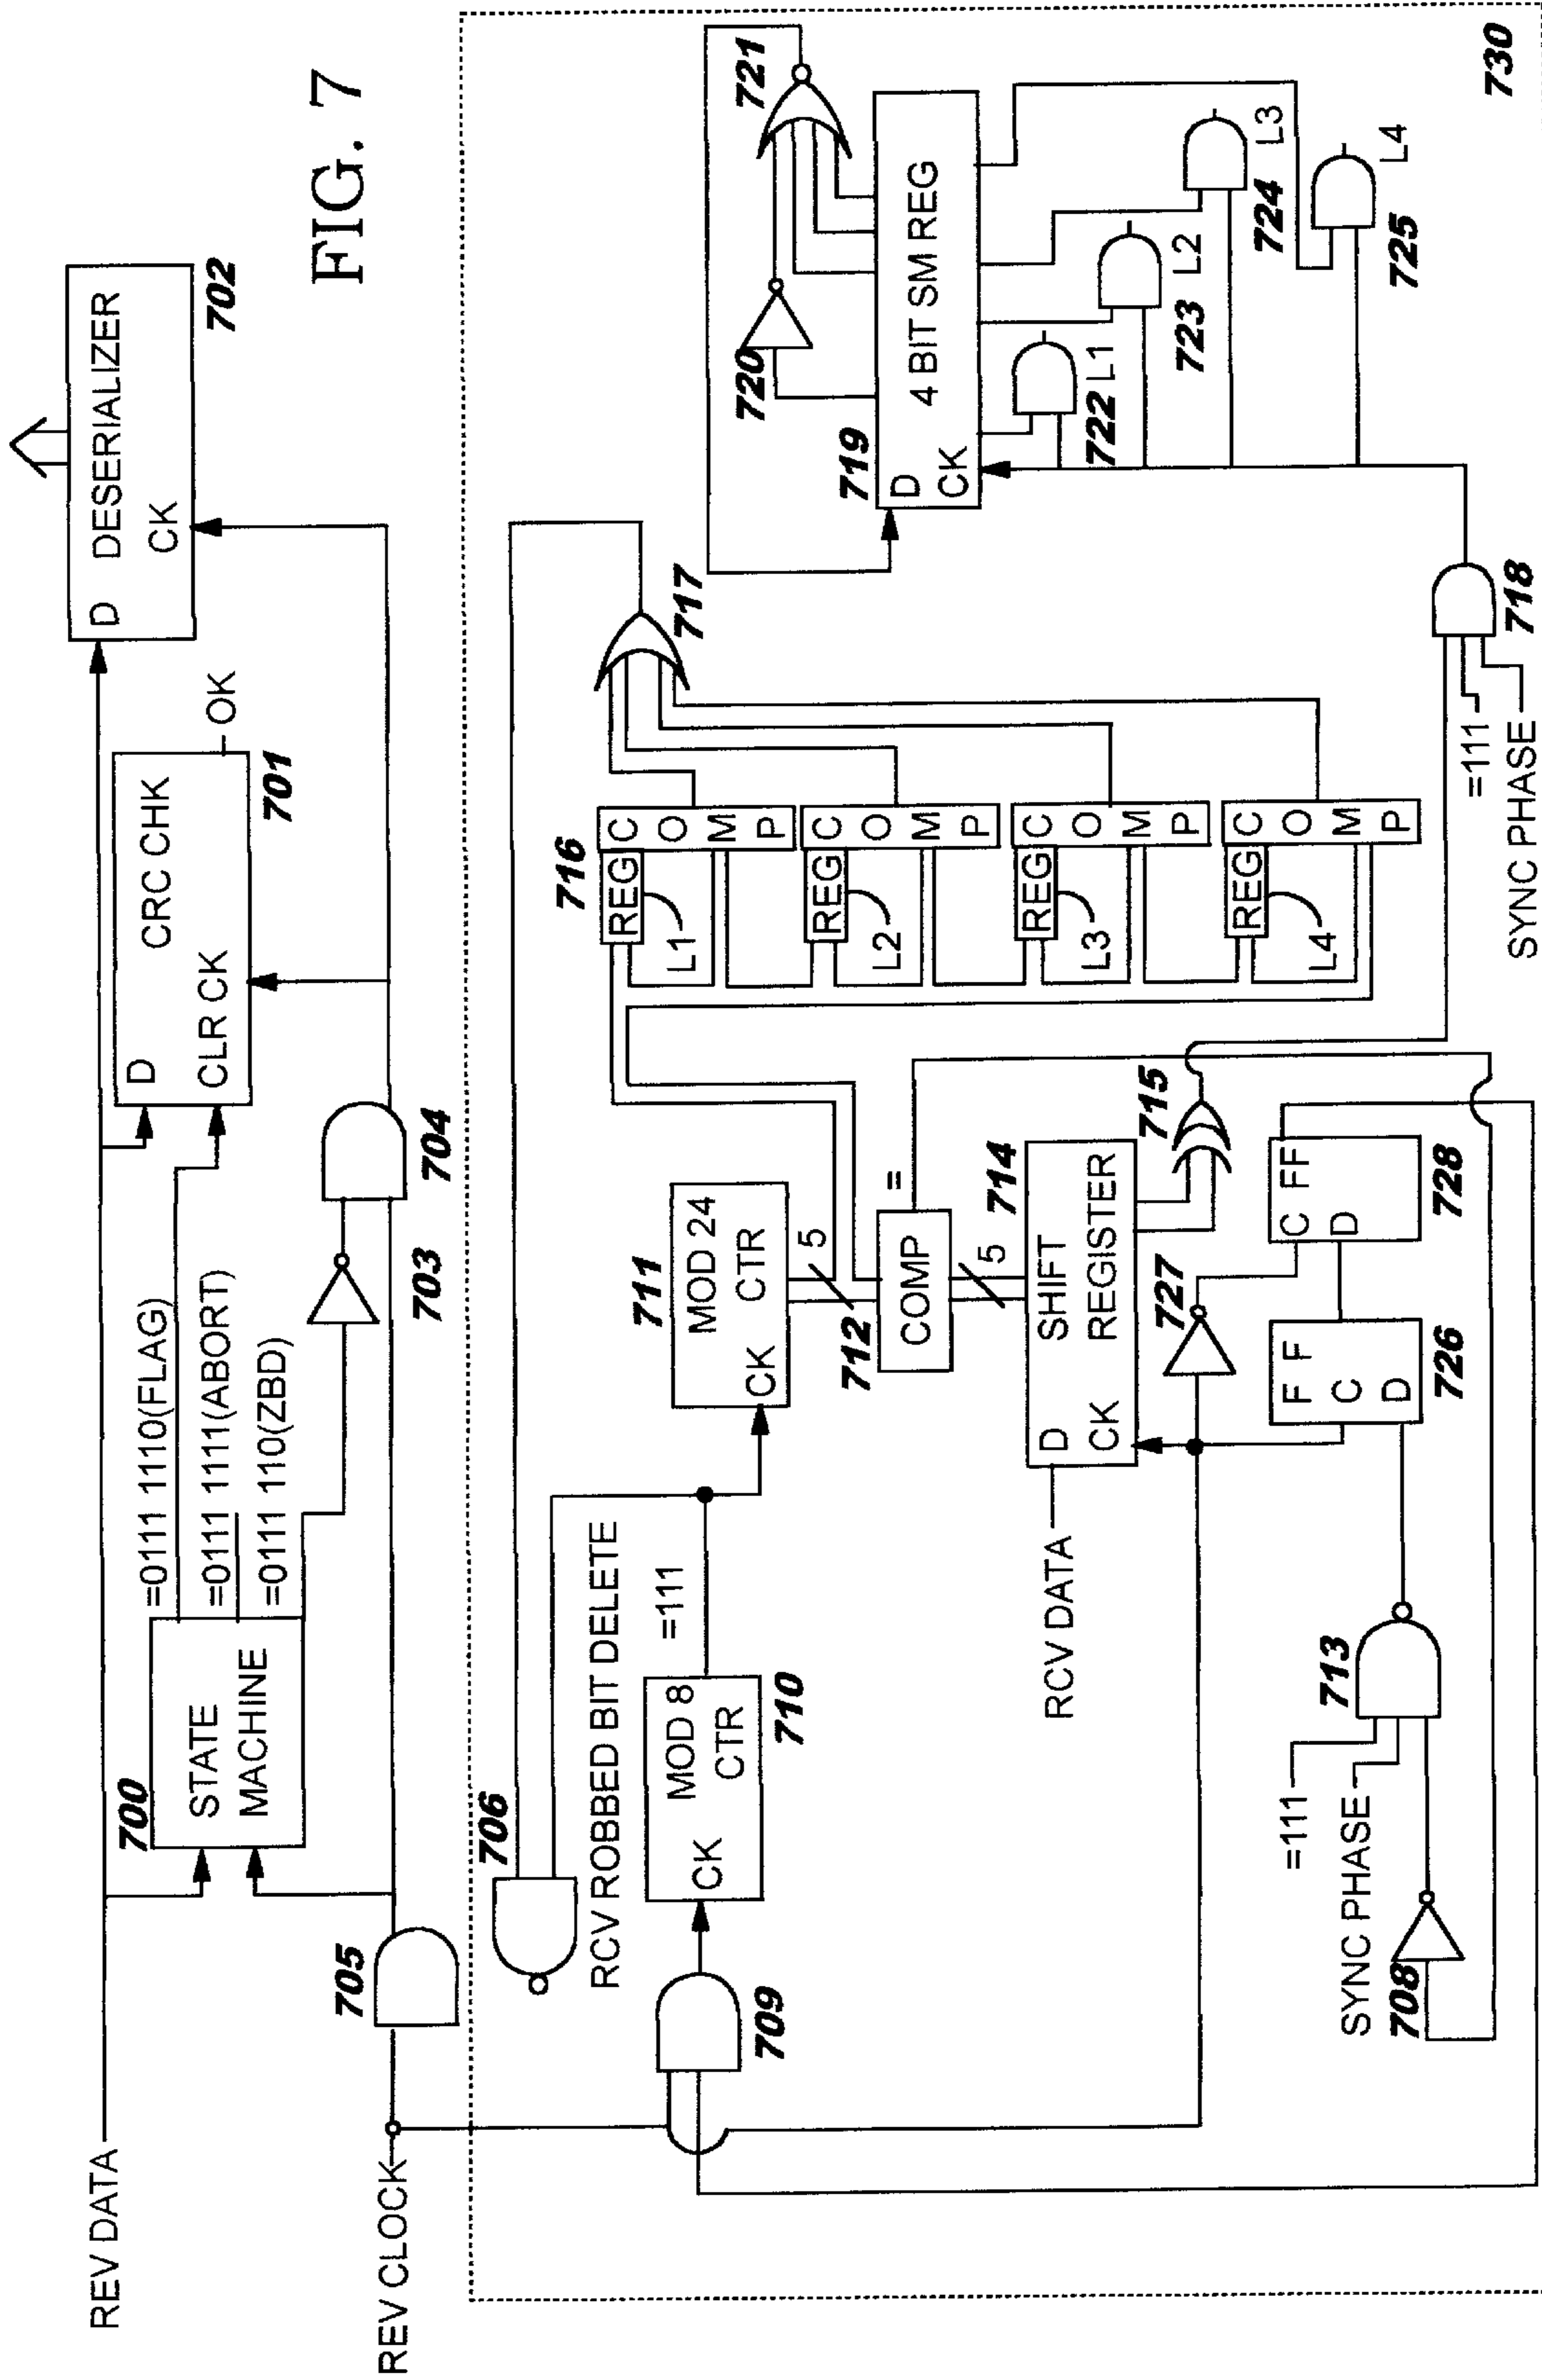 FIG. 7
REV DATA
REV CLOCK
700
STATE
MACHINE
=0111 1110(FLAG)
=0111 1111(ABORT)
=0111 110(ZBD)
D
CRC CHK
CLR CK
OK
701
D DESERIALIZER
CK
702
703
704
705
706
RCV ROBBED BIT DELETE
=111
709
CK
MOD 8
CTR
710
711
MOD 24
CTR
CK
5
712
COMP
=
5
RCV DATA
D
CK
SHIFT
REGISTER
714
715
716
REG
COMP
L1
REG
COMP
L2
REG
COMP
L3
REG
COMP
L4
717
=111
SYNC PHASE
718
719
D
CK
4 BIT SM REG
720
721
722
L1
723
L2
724
L3
725
L4
=111
SYNC PHASE
708
713
F F
C
D
726
727
C FF
D
728
730